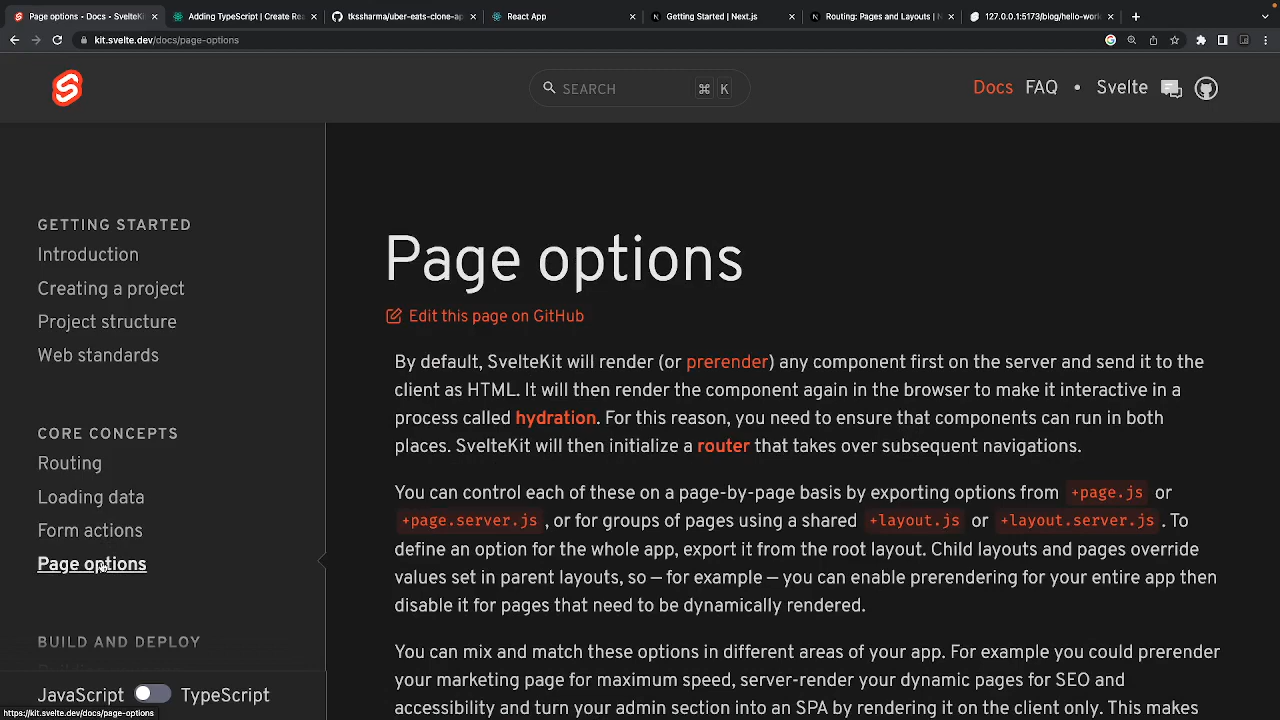 Page options - Docs - SvelteKi
Adding TypeScript | Create Rea
tkssharma/uber-eats-clone-ap
React App
Getting Started | Next.js
Routing: Pages and Layouts | N
127.0.0.1:5173/blog/hello-wor
kit.svelte.dev/docs/page-options
SEARCH
⌘ K
Docs FAQ • Svelte
GETTING STARTED
Introduction
Creating a project
Project structure
Web standards
CORE CONCEPTS
Routing
Loading data
Form actions
Page options
BUILD AND DEPLOY
JavaScript TypeScript
https://kit.svelte.dev/docs/page-options
Page options
Edit this page on GitHub
By default, SvelteKit will render (or prerender) any component first on the server and send it to the
client as HTML. It will then render the component again in the browser to make it interactive in a
process called hydration. For this reason, you need to ensure that components can run in both
places. SvelteKit will then initialize a router that takes over subsequent navigations.
You can control each of these on a page-by-page basis by exporting options from +page.js or
+page.server.js, or for groups of pages using a shared +layout.js or +layout.server.js. To
define an option for the whole app, export it from the root layout. Child layouts and pages override
values set in parent layouts, so — for example — you can enable prerendering for your entire app then
disable it for pages that need to be dynamically rendered.
You can mix and match these options in different areas of your app. For example you could prerender
your marketing page for maximum speed, server-render your dynamic pages for SEO and
accessibility and turn your admin section into an SPA by rendering it on the client only. This makes